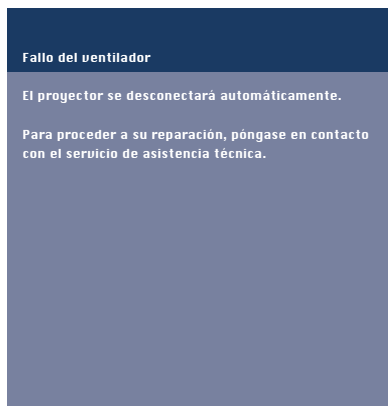 Fallo del ventilador
El proyector se desconectará automáticamente.
Para proceder a su reparación, póngase en contacto
con el servicio de asistencia técnica.